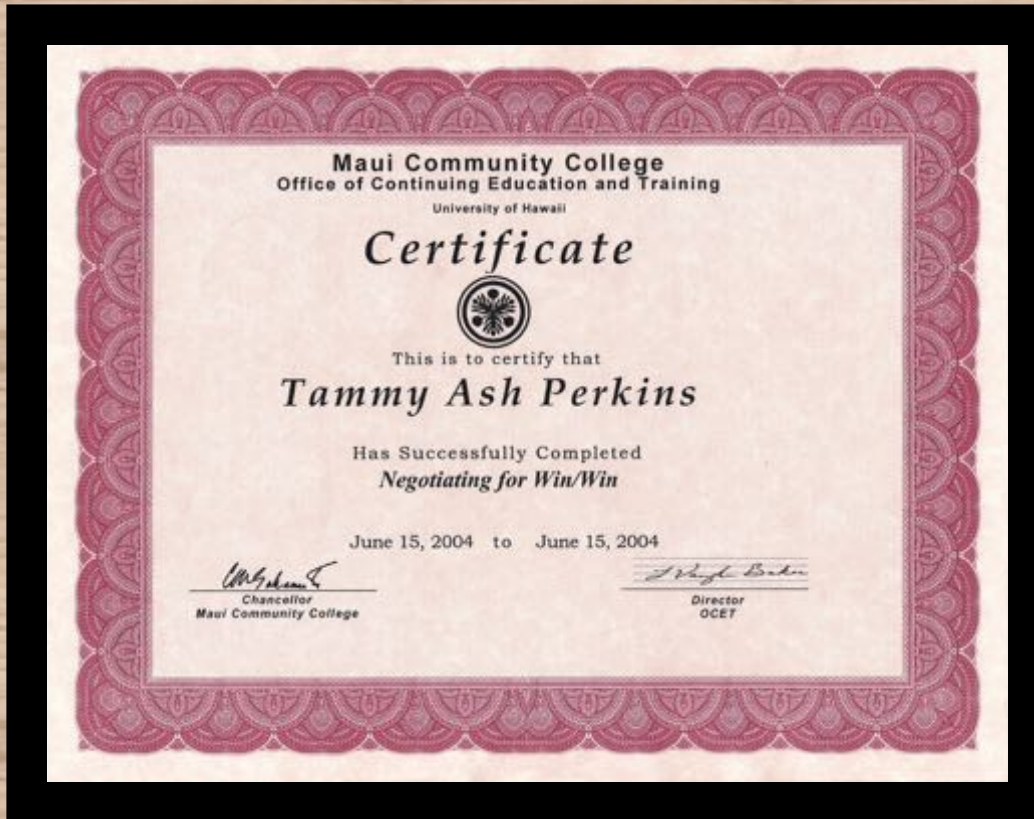 Maui Community College
Office of Continuing Education and Training
University of Hawaii
Certificate
This is to certify that
Tammy Ash Perkins
Has Successfully Completed
Negotiating for Win/Win
June 15, 2004 to June 15, 2004
Chancellor
Maui Community College
Director
OCET